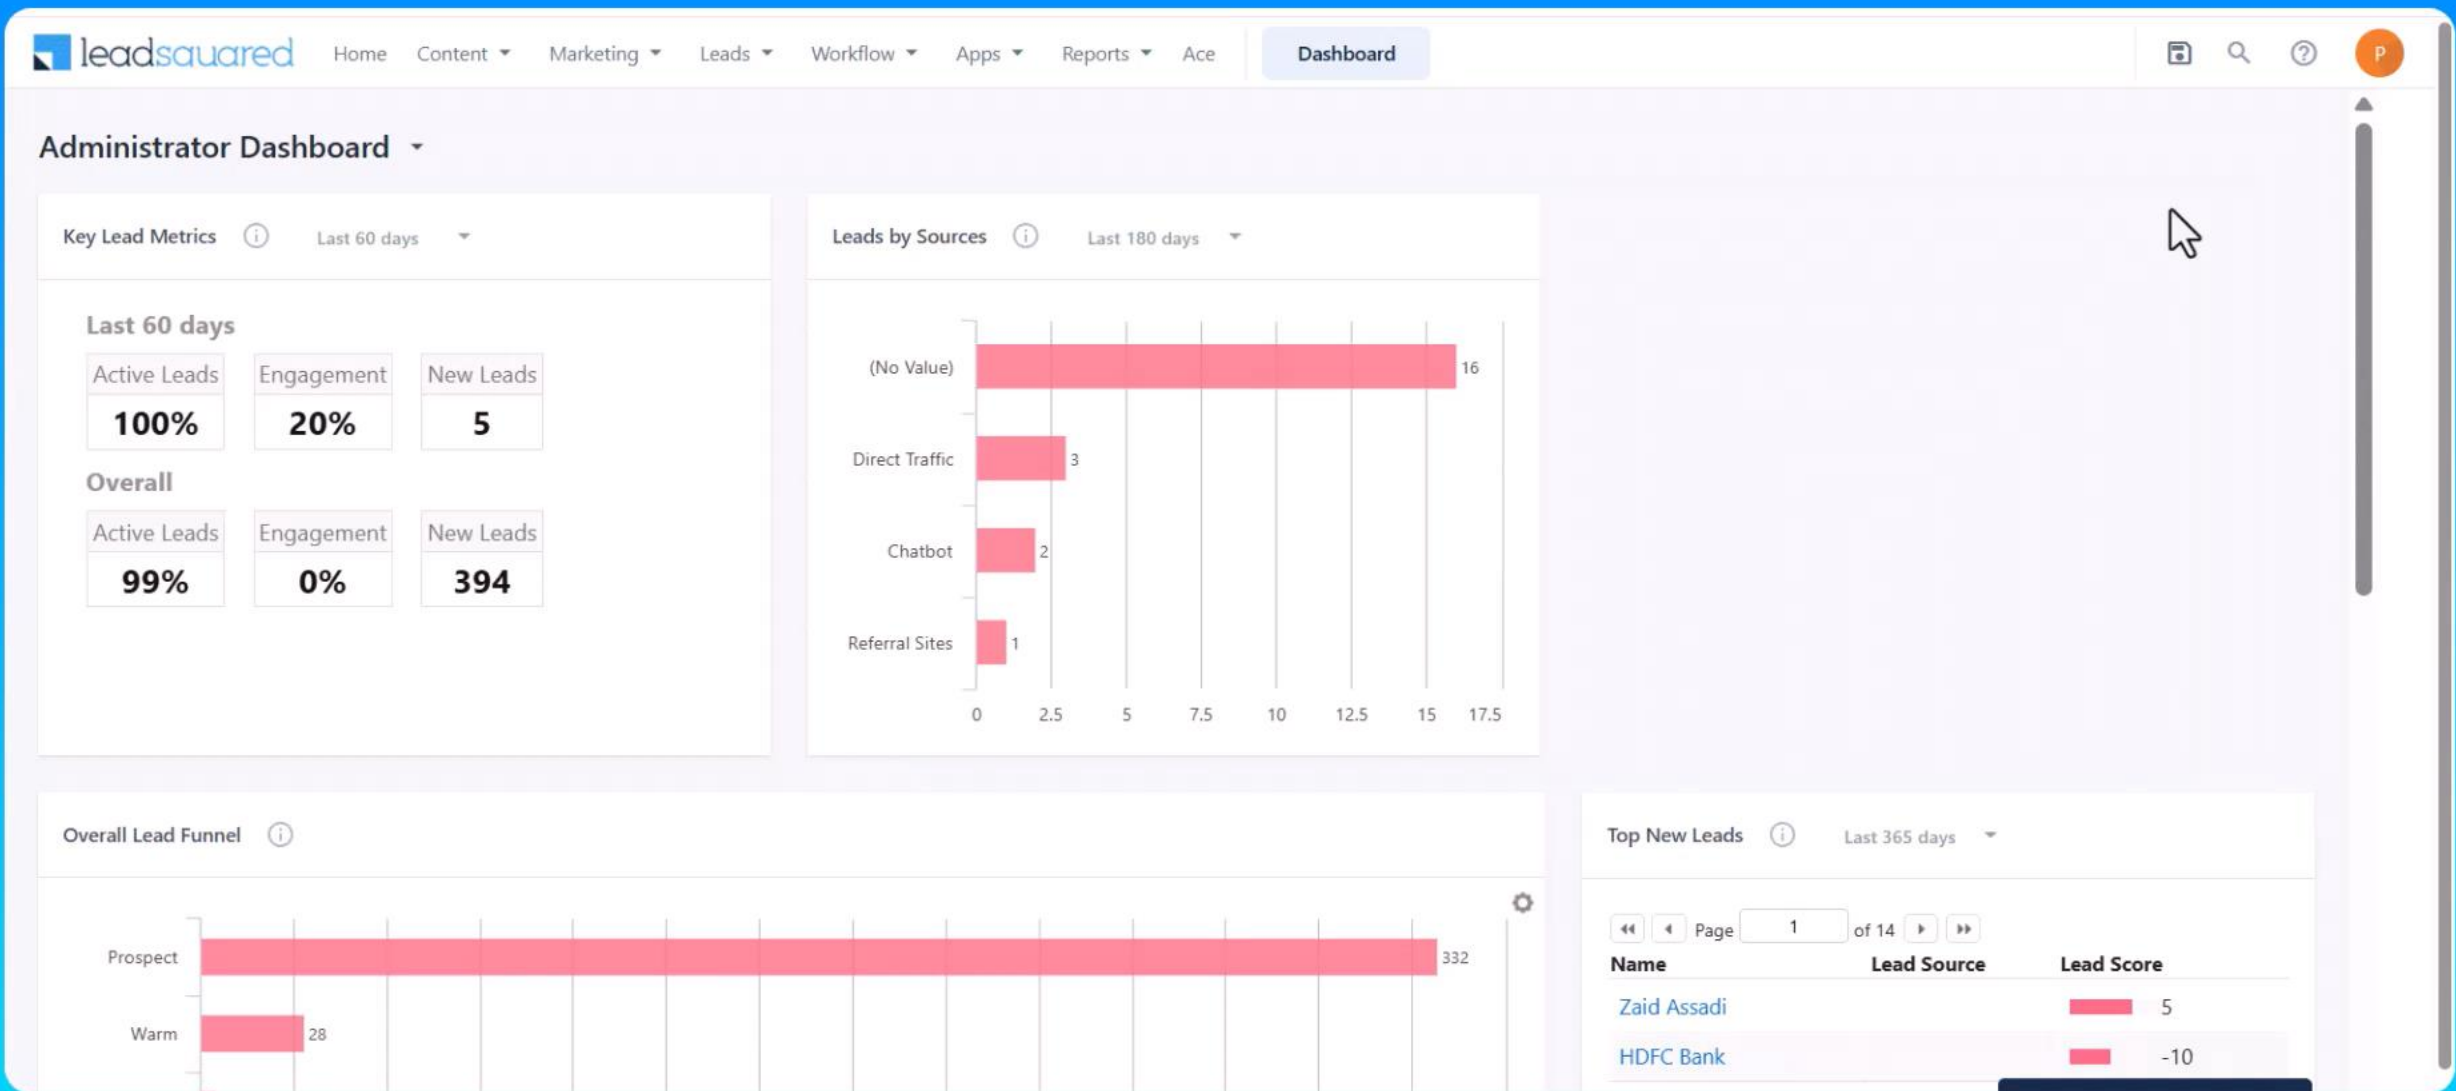 leadsquared Home Content Marketing Leads Workflow Apps Reports Ace Dashboard P
Administrator Dashboard
Key Lead Metrics Last 60 days
Last 60 days
Active Leads Engagement New Leads
100% 20% 5
Overall
Active Leads Engagement New Leads
99% 0% 394
Leads by Sources Last 180 days
(No Value) 16
Direct Traffic 3
Chatbot 2
Referral Sites 1
0 2.5 5 7.5 10 12.5 15 17.5
Overall Lead Funnel
Prospect 332
Warm 28
Top New Leads Last 365 days
Page 1 of 14
Name Lead Source Lead Score
Zaid Assadi 5
HDFC Bank -10